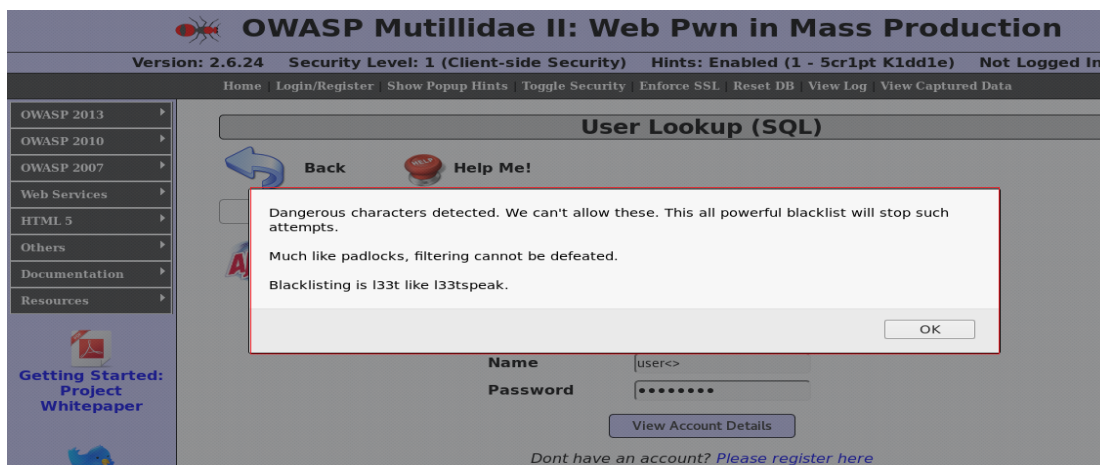 OWASP Mutillidae II: Web Pwn in Mass Production
Version: 2.6.24 Security Level: 1 (Client-side Security) Hints: Enabled (1 - 5cr1pt K1dd1e) Not Logged In
Home | Login/Register | Show Popup Hints | Toggle Security | Enforce SSL | Reset DB | View Log | View Captured Data
OWASP 2013
OWASP 2010
OWASP 2007
Web Services
HTML 5
Others
Documentation
Resources
Getting Started:
Project
Whitepaper
User Lookup (SQL)
Back
HELP
Help Me!
Dangerous characters detected. We can't allow these. This all powerful blacklist will stop such
attempts.
Much like padlocks, filtering cannot be defeated.
Blacklisting is l33t like l33tspeak.
OK
Name user<>
Password ••••••••
View Account Details
Dont have an account? Please register here